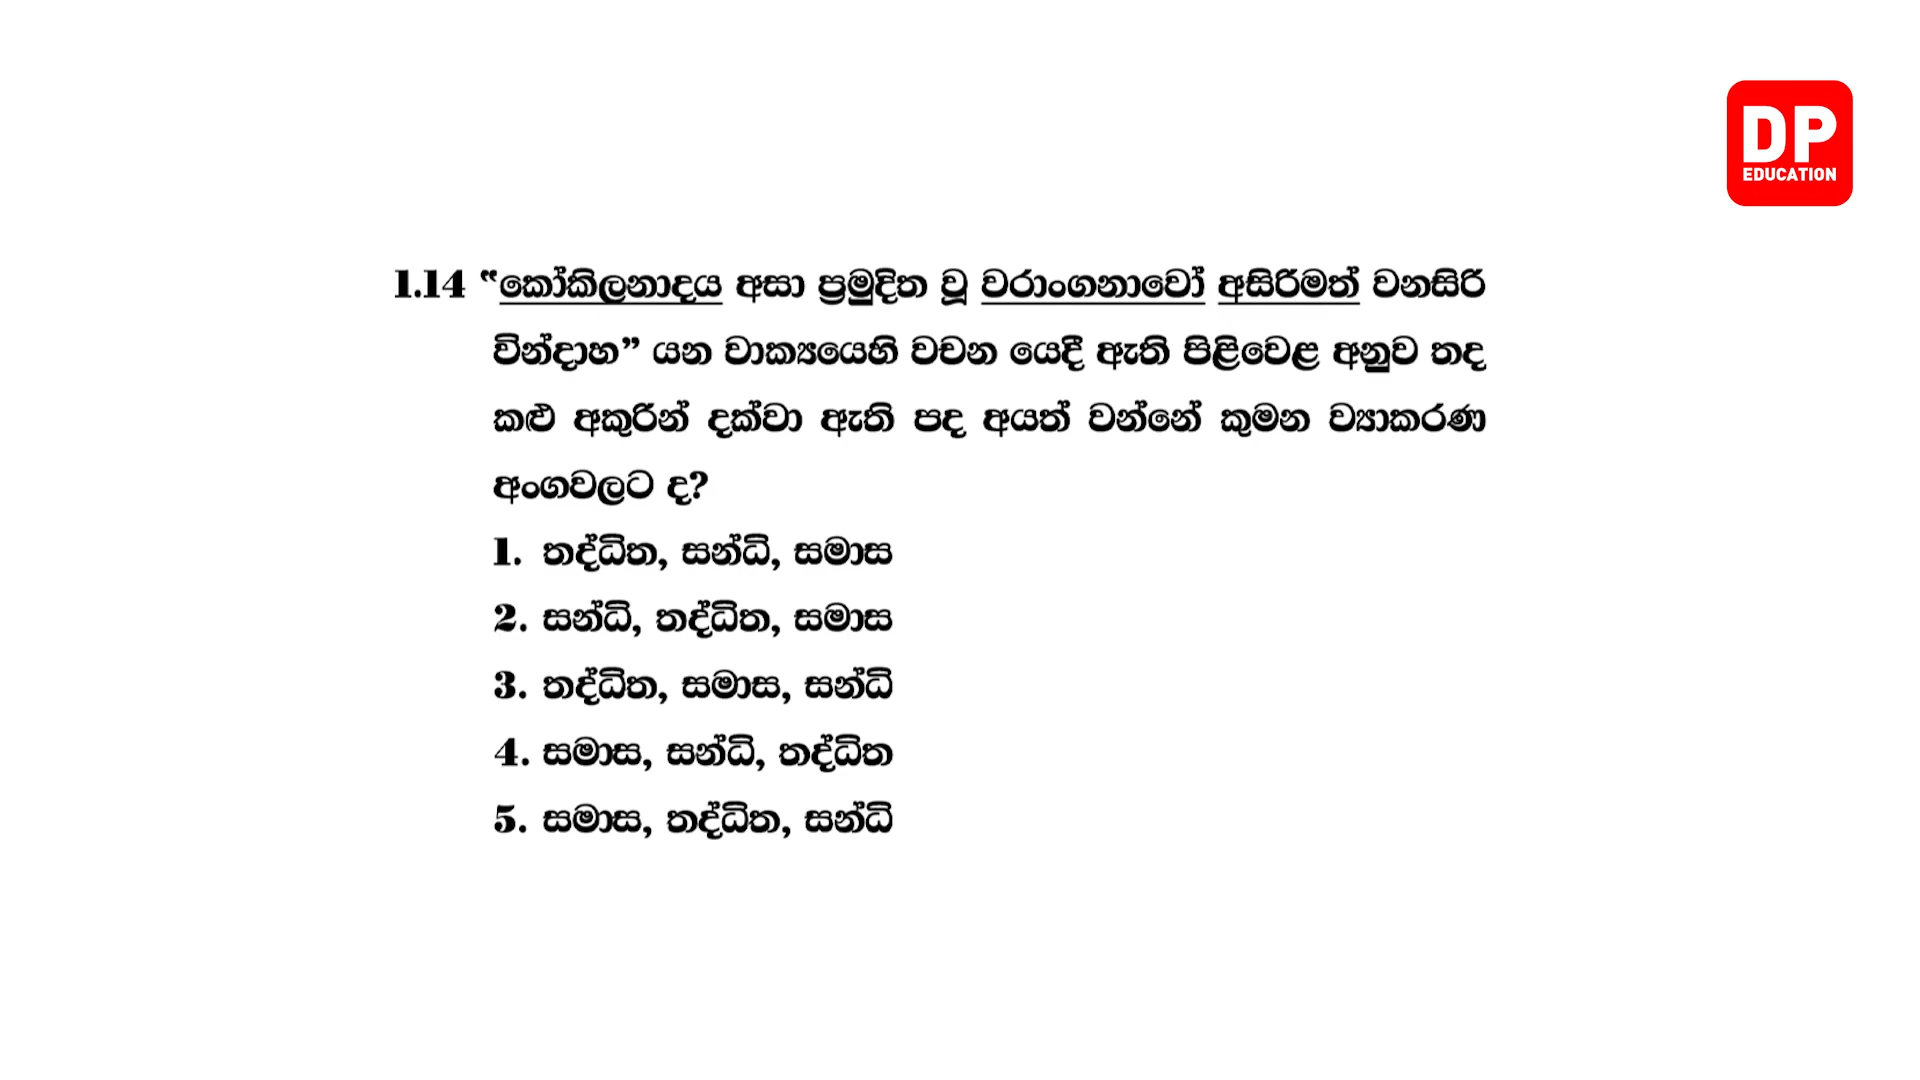 DP
EDUCATION
1.14 “කෝකිලනාදය අසා ප්‍රමුදිත වූ වරාංගනාවෝ අසිරිමත් වනසිරි
වින්දාහ” යන වාක්‍යයෙහි වචන යෙදී ඇති පිළිවෙළ අනුව තද
කළු අකුරින් දක්වා ඇති පද අයත් වන්නේ කුමන ව්‍යාකරණ
අංගවලට ද?
1. තද්ධිත, සන්ධි, සමාස
2. සන්ධි, තද්ධිත, සමාස
3. තද්ධිත, සමාස, සන්ධි
4. සමාස, සන්ධි, තද්ධිත
5. සමාස, තද්ධිත, සන්ධි